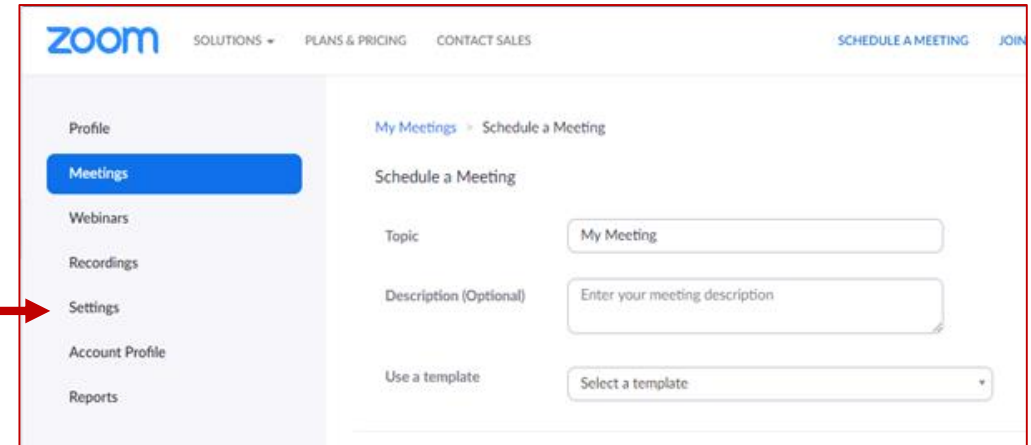 zoom SOLUTIONS PLANS & PRICING CONTACT SALES SCHEDULE A MEETING JOIN
Profile
Meetings
Webinars
Recordings
Settings
Account Profile
Reports
My Meetings > Schedule a Meeting
Schedule a Meeting
Topic My Meeting
Description (Optional) Enter your meeting description
Use a template Select a template